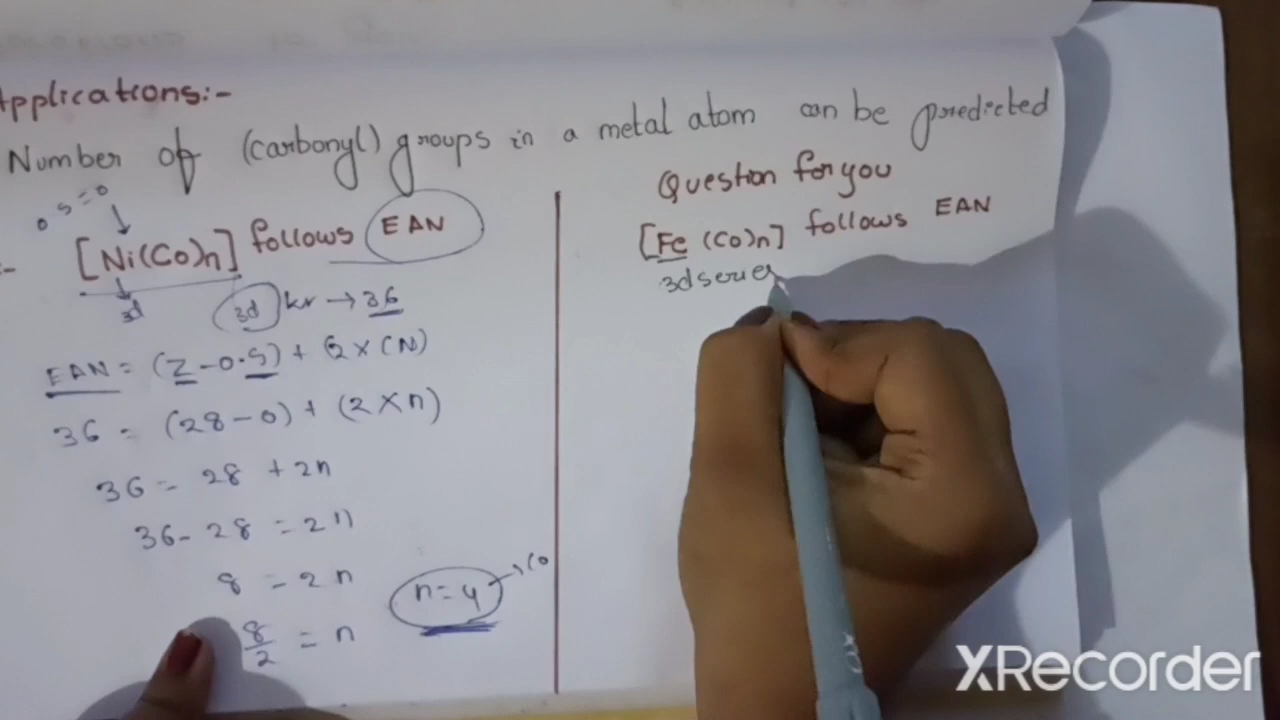 Applications:-
Number of (carbonyl) groups in a metal atom can be predicted
O S = 0
[Ni(Co)n] follows EAN
3d
3d kr → 36
EAN = (Z - O.S) + 2 × (N)
36 = (28 - 0) + (2 × n)
36 = 28 + 2n
36 - 28 = 2n
8 = 2n
8/2 = n
n = 4 → Co
Question for you
[Fe (Co)n] follows EAN
3d series
XRecorder